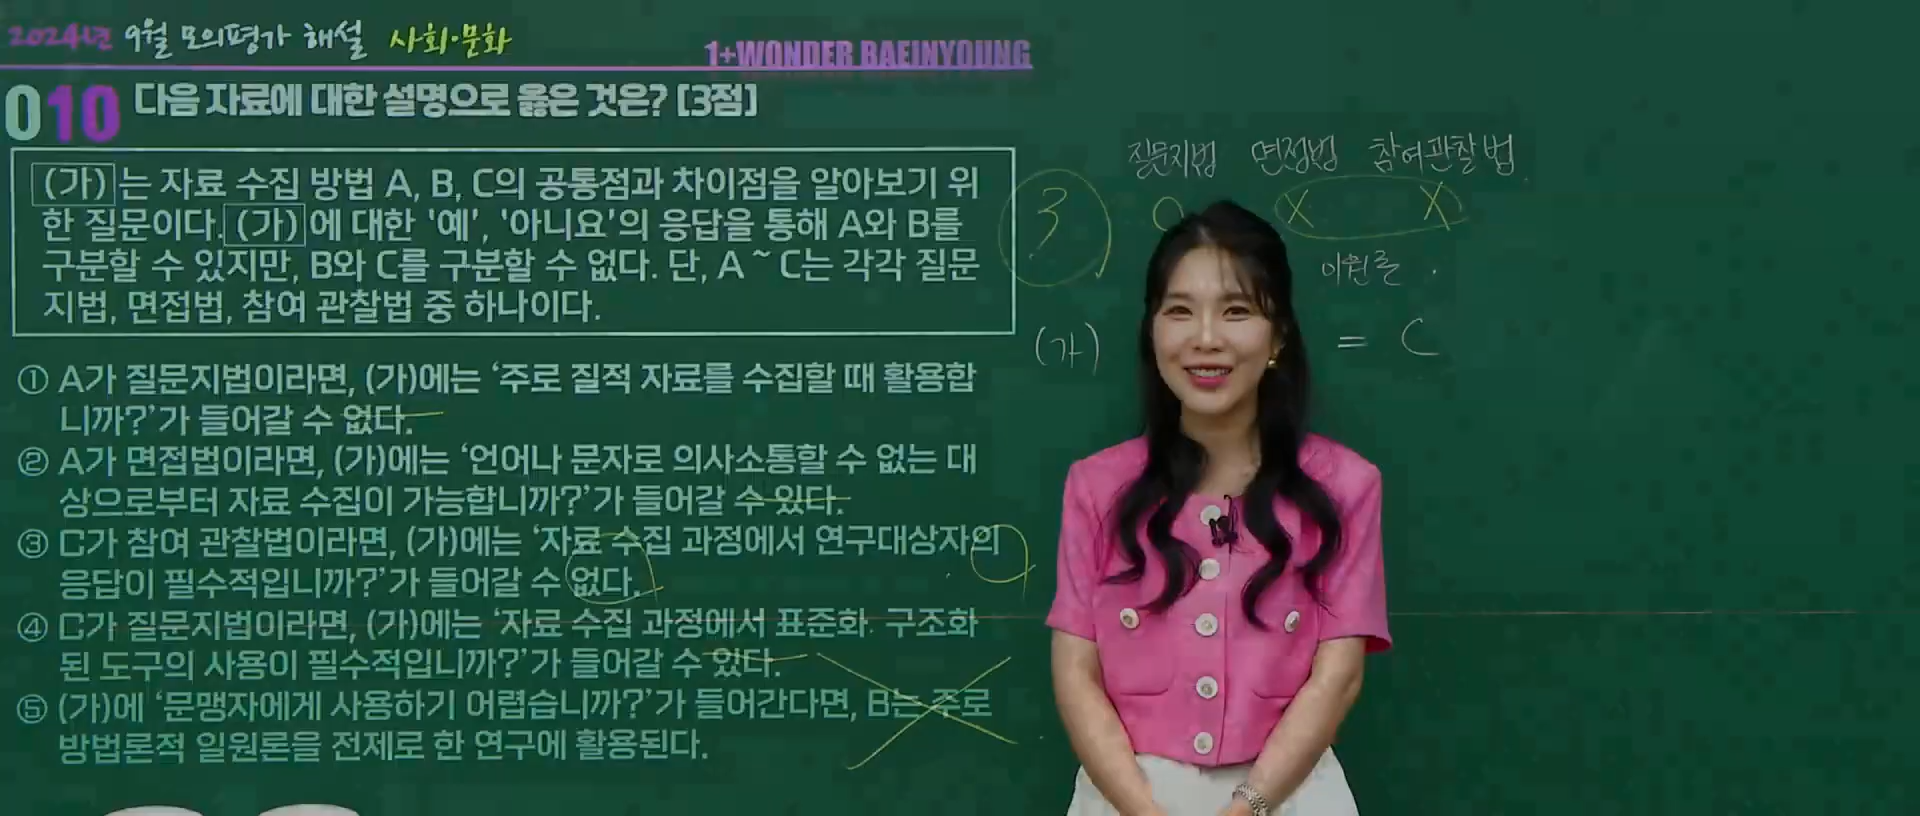 2024년 9월 모의평가 해설 사회·문화
1+WONDER BAEINYOUNG
010 다음 자료에 대한 설명으로 옳은 것은? [3점]
(가)는 자료 수집 방법 A, B, C의 공통점과 차이점을 알아보기 위
한 질문이다. (가)에 대한 '예', '아니요'의 응답을 통해 A와 B를
구분할 수 있지만, B와 C를 구분할 수 없다. 단, A ~ C는 각각 질문
지법, 면접법, 참여 관찰법 중 하나이다.
① A가 질문지법이라면, (가)에는 '주로 질적 자료를 수집할 때 활용합
니까?'가 들어갈 수 없다.
② A가 면접법이라면, (가)에는 '언어나 문자로 의사소통할 수 없는 대
상으로부터 자료 수집이 가능합니까?'가 들어갈 수 있다.
③ C가 참여 관찰법이라면, (가)에는 '자료 수집 과정에서 연구대상자의
응답이 필수적입니까?'가 들어갈 수 없다.
④ C가 질문지법이라면, (가)에는 '자료 수집 과정에서 표준화·구조화
된 도구의 사용이 필수적입니까?'가 들어갈 수 있다.
⑤ (가)에 '문맹자에게 사용하기 어렵습니까?'가 들어간다면, B는 주로
방법론적 일원론을 전제로 한 연구에 활용된다.
질문지법 면접법 참여관찰법
3 O X X
이원론
(가) = C